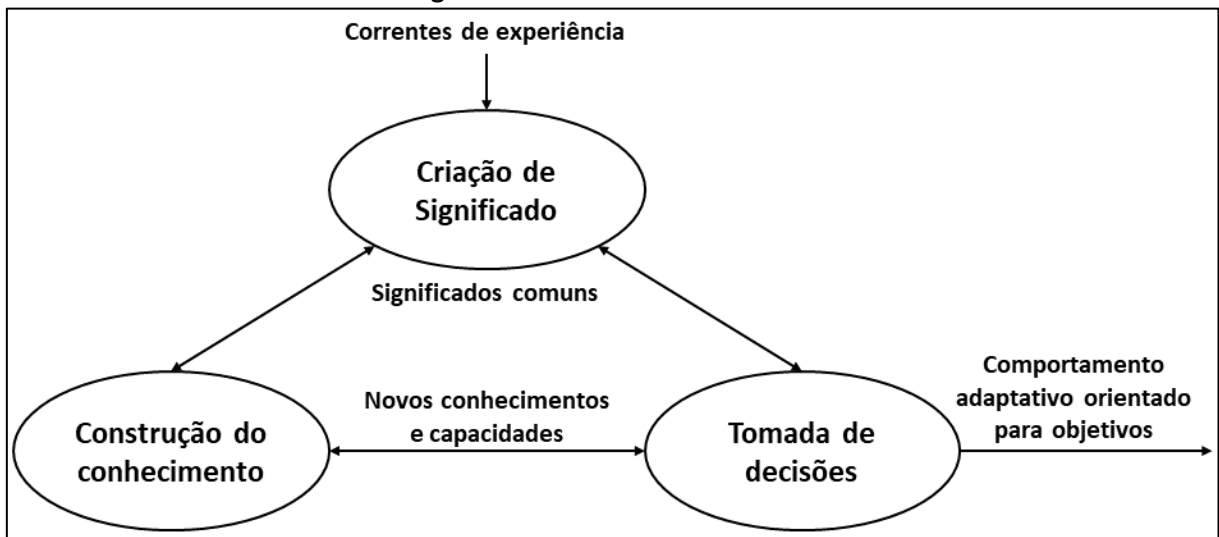 Correntes de experiência
Criação de
Significado
Significados comuns
Construção do
conhecimento
Novos conhecimentos
e capacidades
Tomada de
decisões
Comportamento
adaptativo orientado
para objetivos